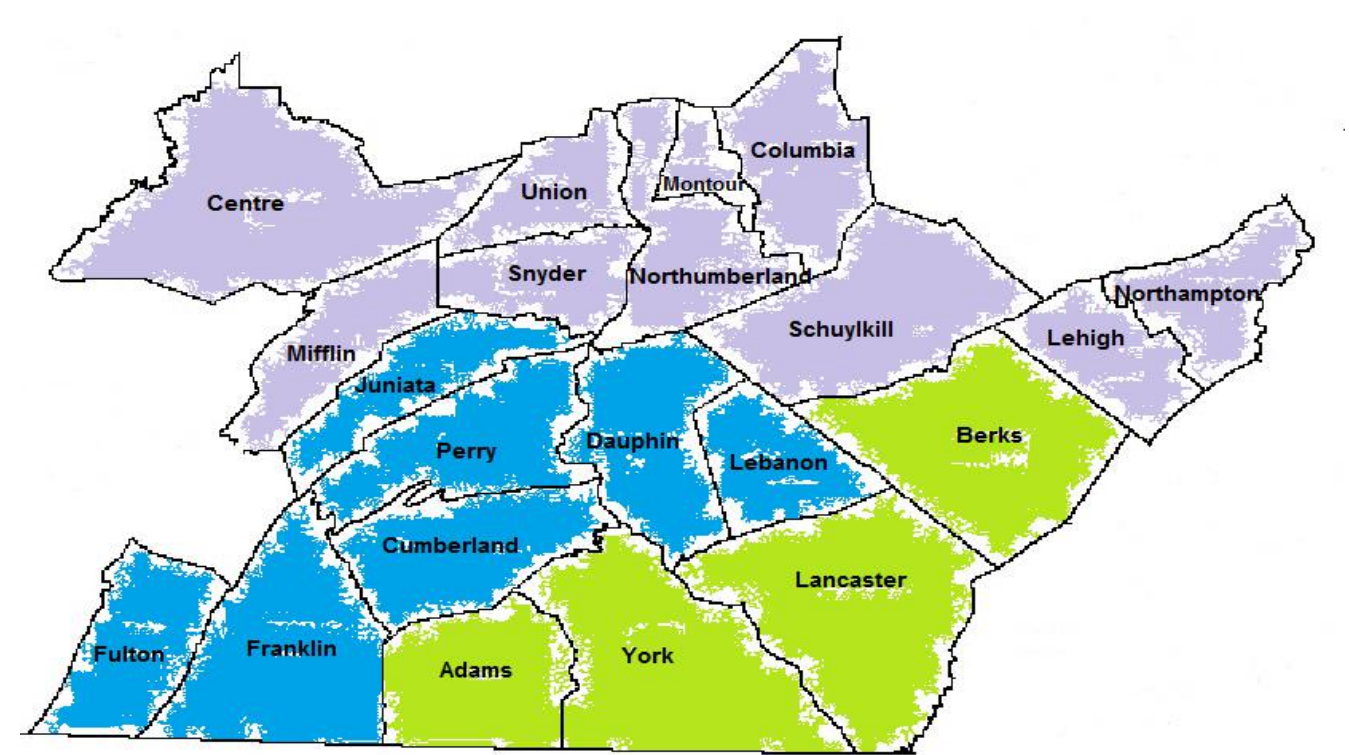 Columbia
Montour
Union
Centre
Snyder
Northumberland
Northampton
Schuylkill
Lehigh
Mifflin
Juniata
Berks
Dauphin
Perry
Lebanon
Cumberland
Lancaster
Franklin
Fulton
York
Adams